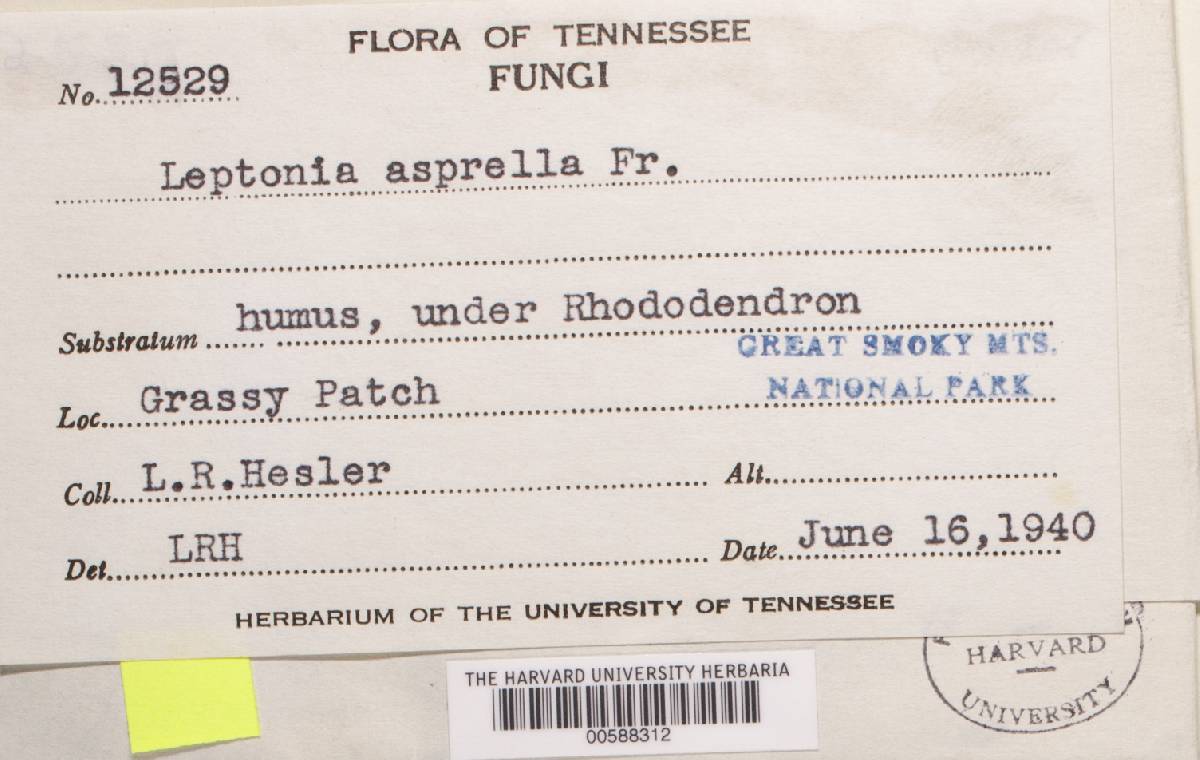 FLORA OF TENNESSEE
FUNGI
No. 12529
Leptonia asprella Fr.
Substratum humus, under Rhododendron
GREAT SMOKY MTS.
NATIONAL PARK
Loc. Grassy Patch
Coll. L.R.Hesler Alt.
Det. LRH Date June 16,1940
HERBARIUM OF THE UNIVERSITY OF TENNESSEE
THE HARVARD UNIVERSITY HERBARIA
00588312
HARVARD
UNIVERSITY